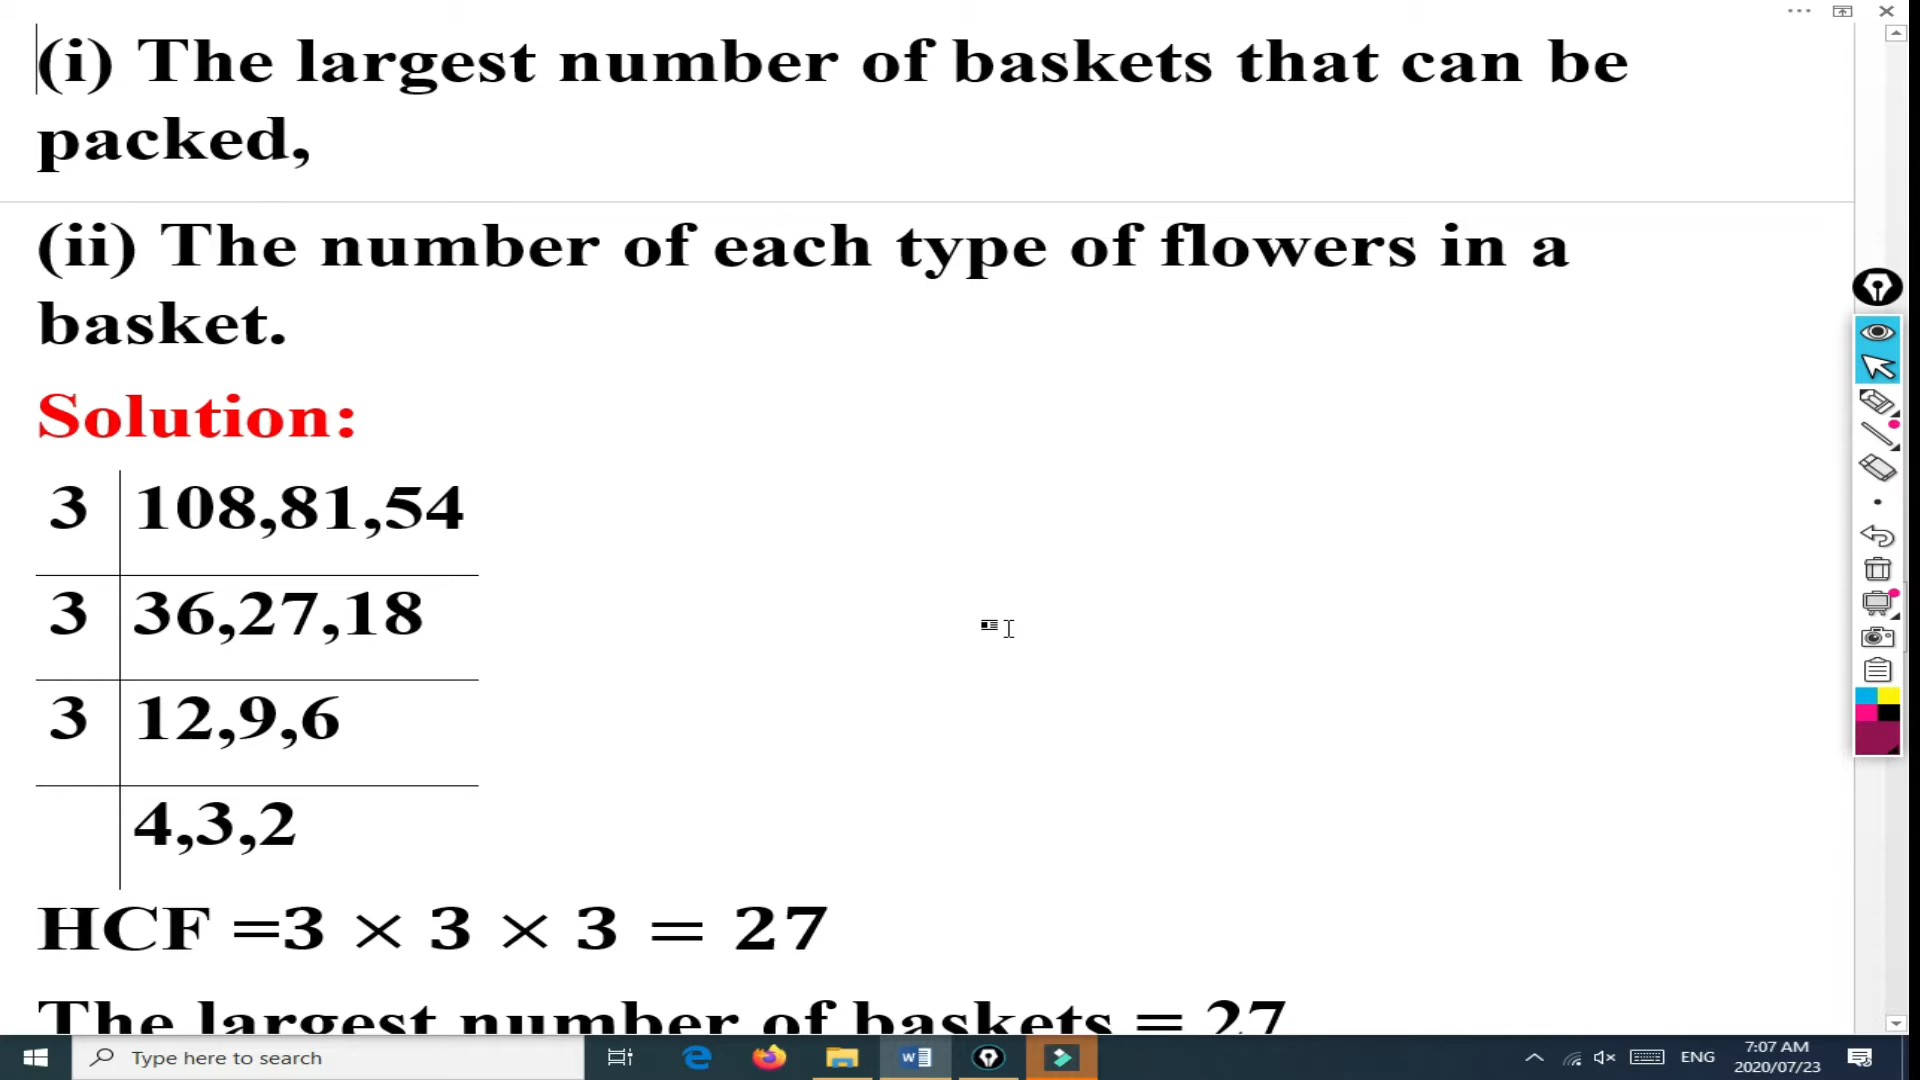 (i) The largest number of baskets that can be
packed,
(ii) The number of each type of flowers in a
basket.
Solution:
3 108,81,54
3 36,27,18
3 12,9,6
4,3,2
HCF =3 × 3 × 3 = 27
The largest number of baskets = 27
Type here to search
ENG
7:07 AM
2020/07/23